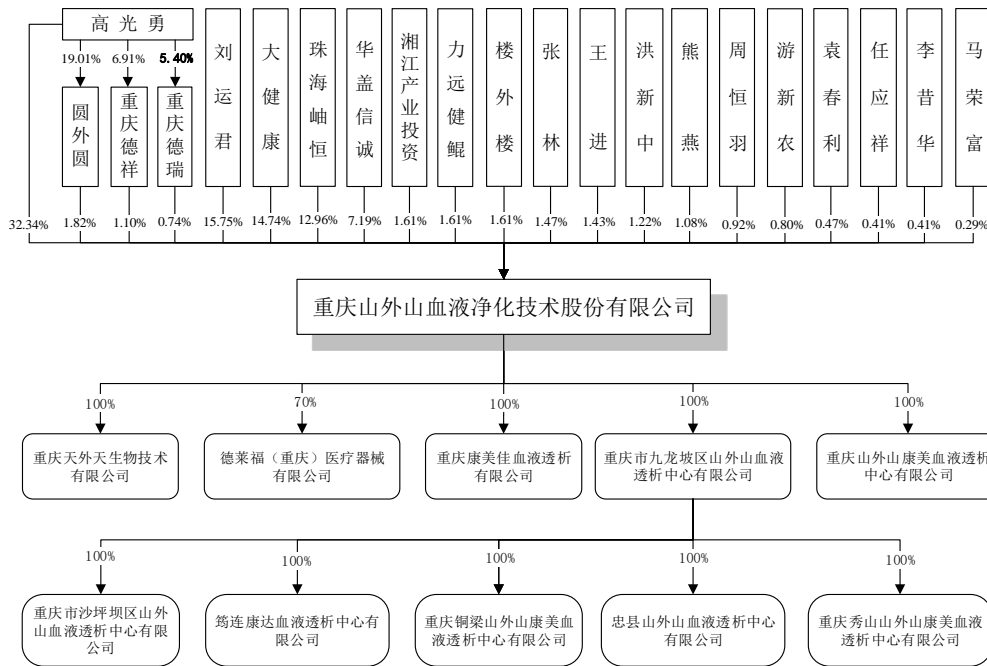 高光勇
19.01%
6.91%
5.40%
圆外圆
重庆德祥
重庆德瑞
刘运君
大健康
珠海岫恒
华盖信诚
湘江产业投资
力远健鲲
楼外楼
张林
王进
洪新中
熊燕
周恒羽
游新农
袁春利
任应祥
李昔华
马荣富
32.34%
1.82%
1.10%
0.74%
15.75%
14.74%
12.96%
7.19%
1.61%
1.61%
1.61%
1.47%
1.43%
1.22%
1.08%
0.92%
0.80%
0.47%
0.41%
0.41%
0.29%
重庆山外山血液净化技术股份有限公司
100%
70%
100%
100%
100%
重庆天外天生物技术
有限公司
德莱福（重庆）医疗器械
有限公司
重庆康美佳血液透析
有限公司
重庆市九龙坡区山外山血液
透析中心有限公司
重庆山外山康美血液透析
中心有限公司
100%
100%
100%
100%
100%
重庆市沙坪坝区山外
山血液透析中心有限
公司
筠连康达血液透析中心有
限公司
重庆铜梁山外山康美血
液透析中心有限公司
忠县山外山血液透析中心
有限公司
重庆秀山山外山康美血液
透析中心有限公司